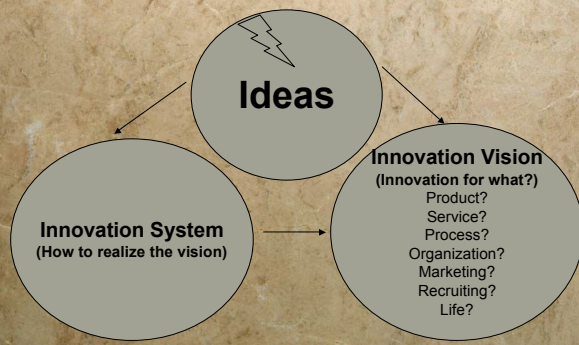 Ideas
Innovation System
(How to realize the vision)
Innovation Vision
(Innovation for what?)
Product?
Service?
Process?
Organization?
Marketing?
Recruiting?
Life?